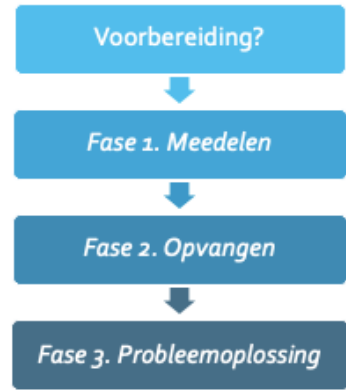 Voorbereiding?
Fase 1. Meedelen
Fase 2. Opvangen
Fase 3. Probleemoplossing